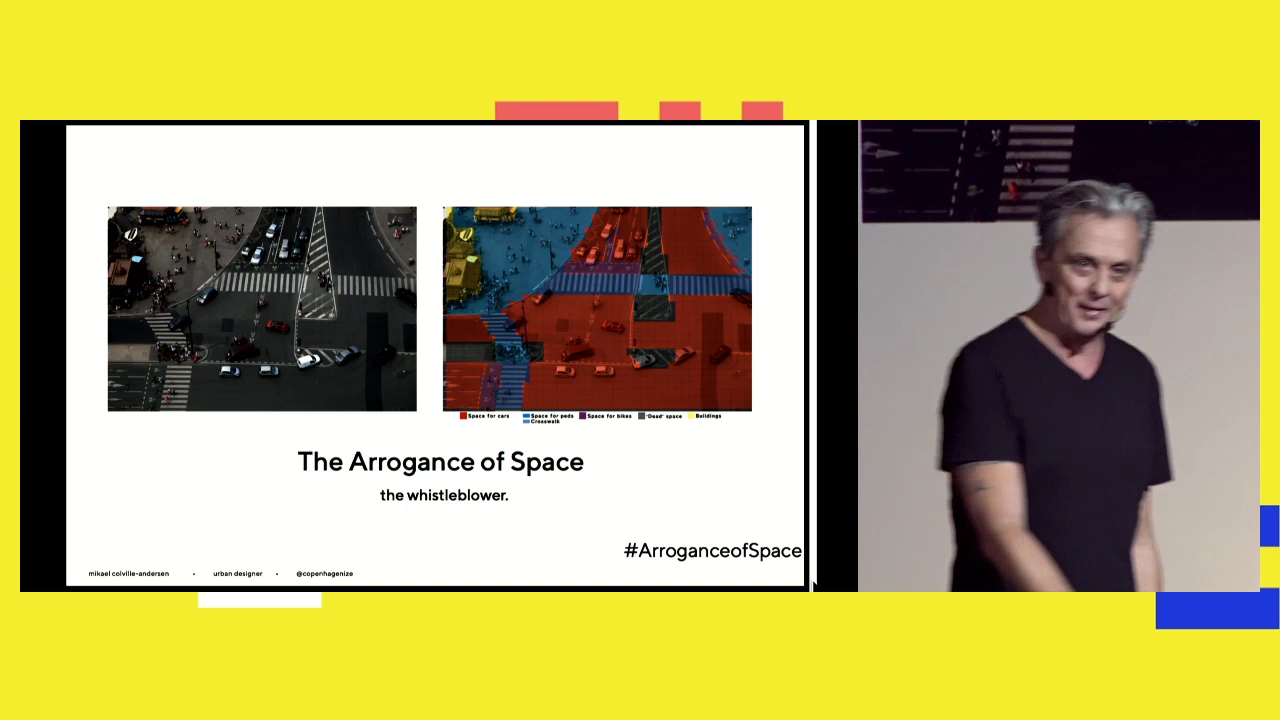 Space for cars
Space for peds
Space for bikes
'Dead' space
Buildings
Crosswalk
The Arrogance of Space
the whistleblower.
#ArroganceofSpace
mikael colville-andersen • urban designer • @copenhagenize